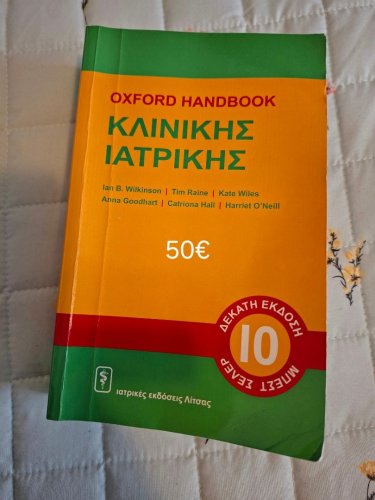 OXFORD HANDBOOK
ΚΛΙΝΙΚΗΣ
ΙΑΤΡΙΚΗΣ
Ian B. Wilkinson | Tim Raine | Kate Wiles
Anna Goodhart | Catriona Hall | Harriet O'Neill
50€
ΔΕΚΑΤΗ ΕΚΔΟΣΗ
10
ΜΠΕΣΤ ΣΕΛΕΡ
ιατρικές εκδόσεις Λίτσας